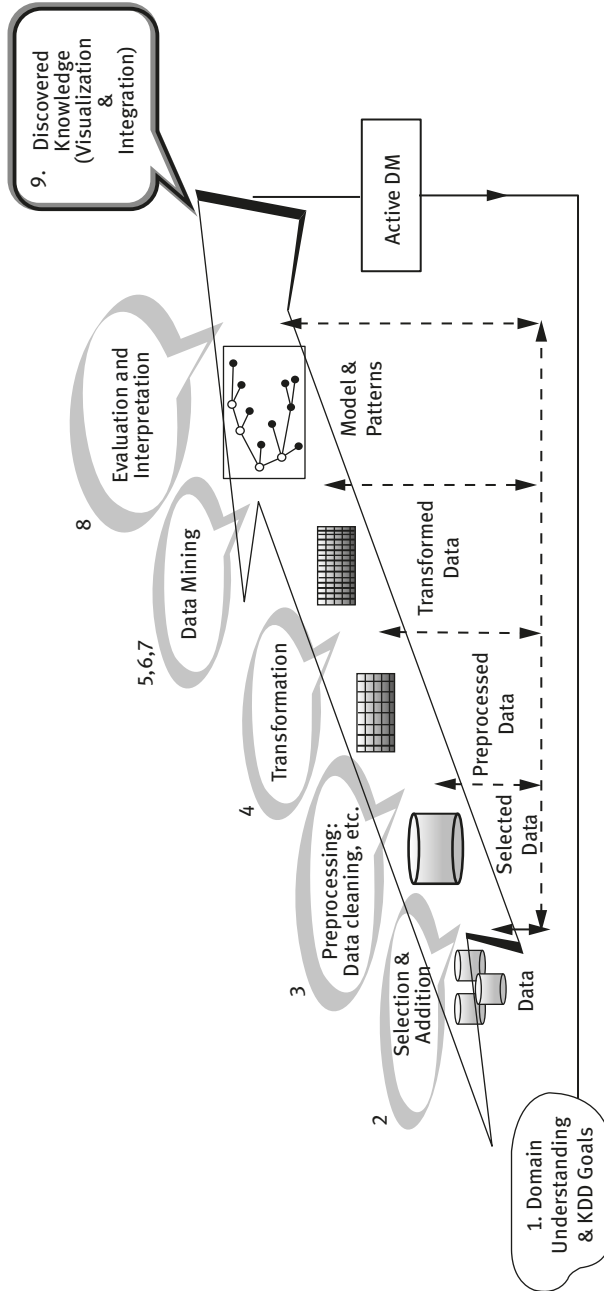 1. Domain
Understanding
& KDD Goals
2
Selection &
Addition
Data
3
Preprocessing:
Data cleaning, etc.
Selected
Data
4
Transformation
Preprocessed
Data
5,6,7
Data Mining
Transformed
Data
8
Evaluation and
Interpretation
Model &
Patterns
9. Discovered
Knowledge
(Visualization
&
Integration)
Active DM